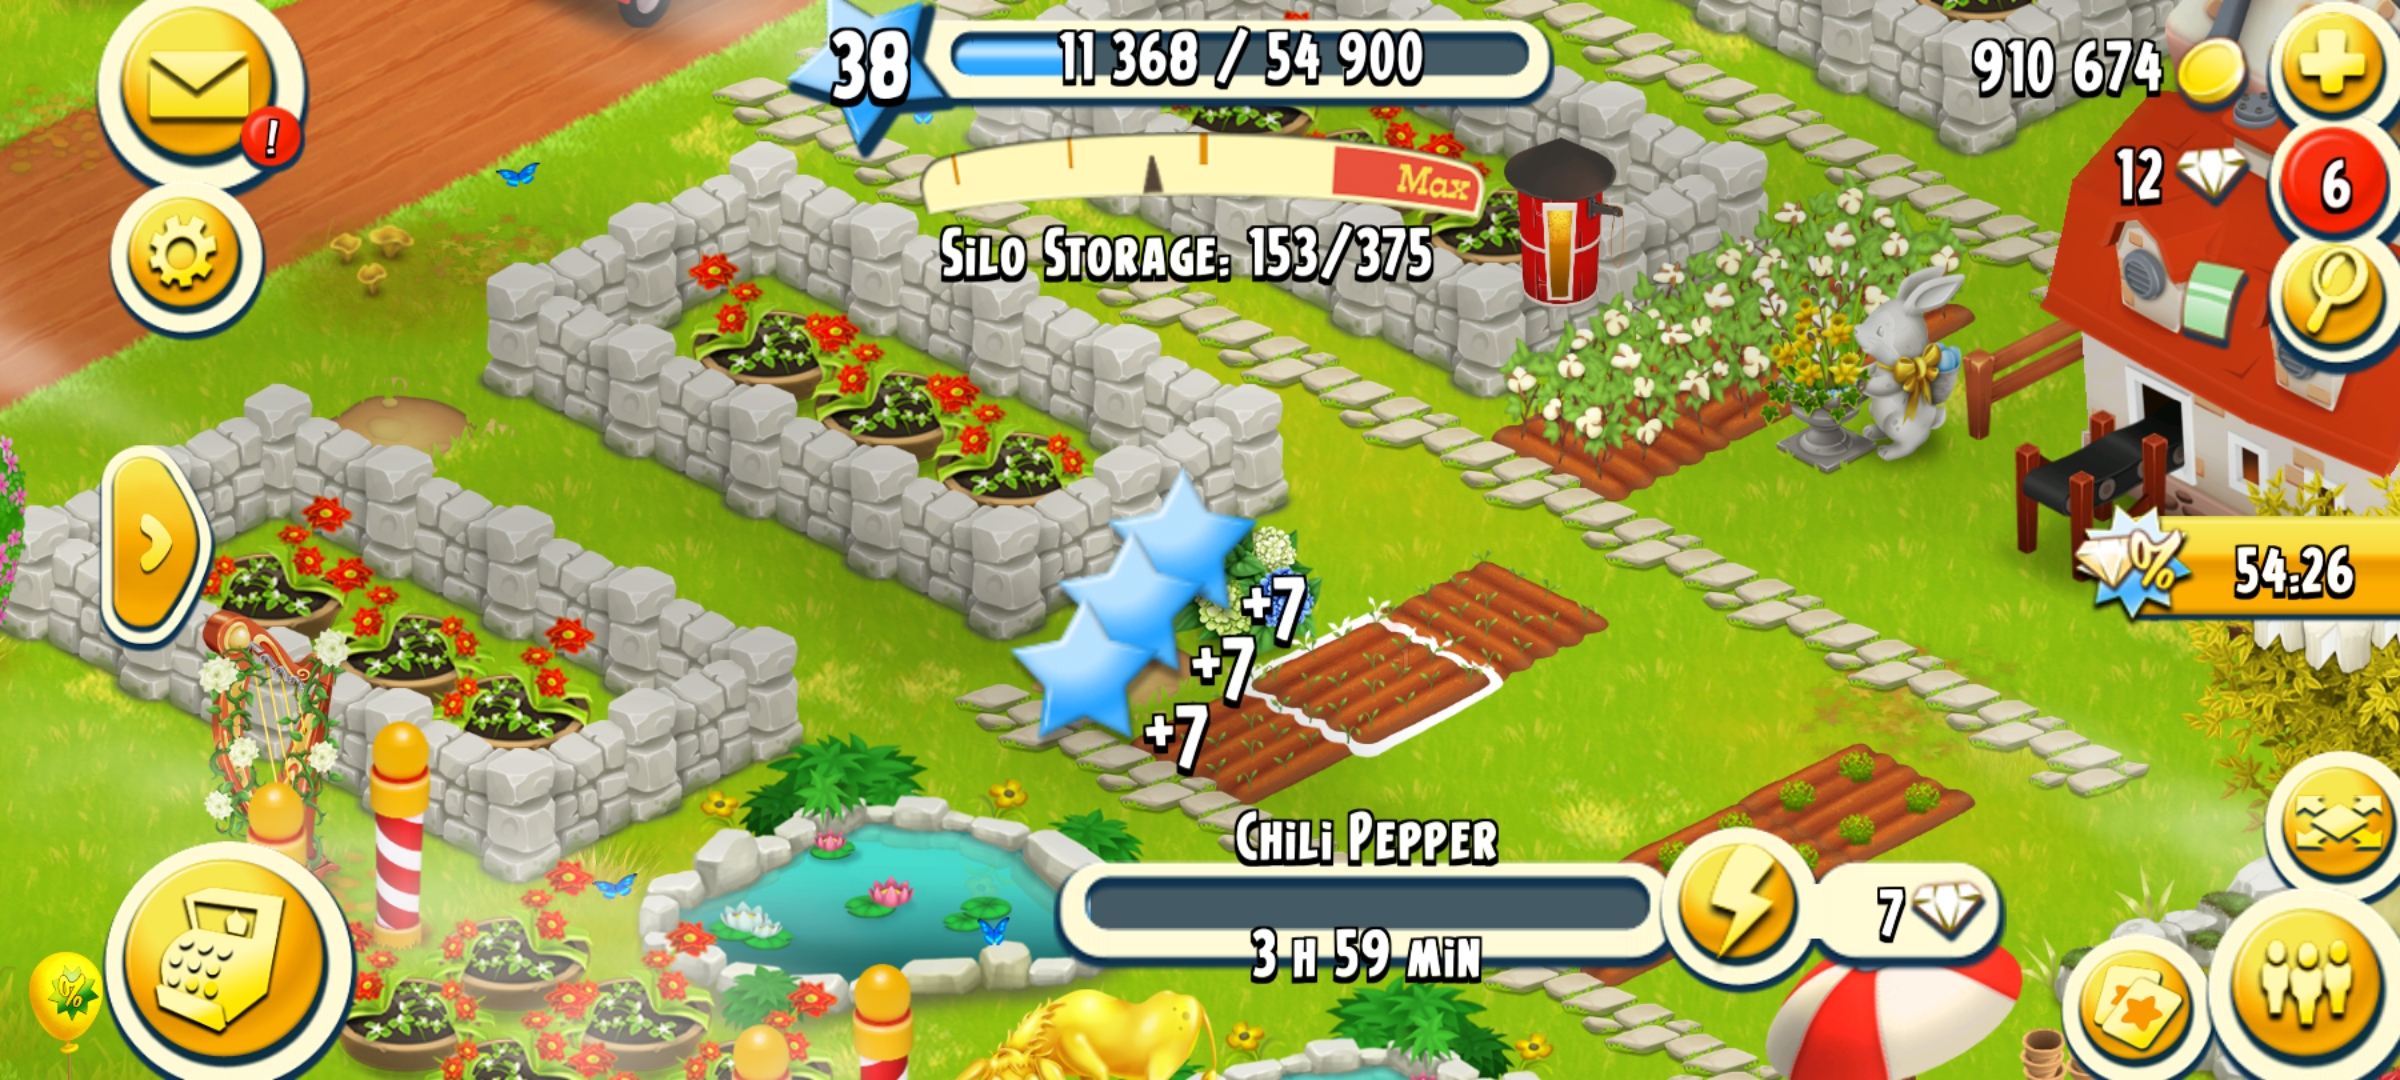 38
11 368 / 54 900
910 674
!
Max
12
6
Silo Storage: 153/375
%
54:26
+7
+7
+7
Chili Pepper
7
3 h 59 min
%